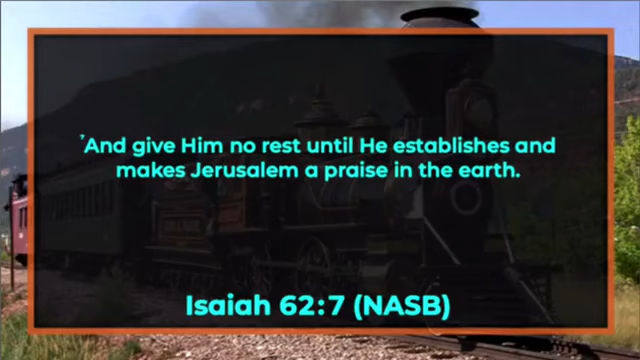 ⁷And give Him no rest until He establishes and
makes Jerusalem a praise in the earth.
Isaiah 62:7 (NASB)